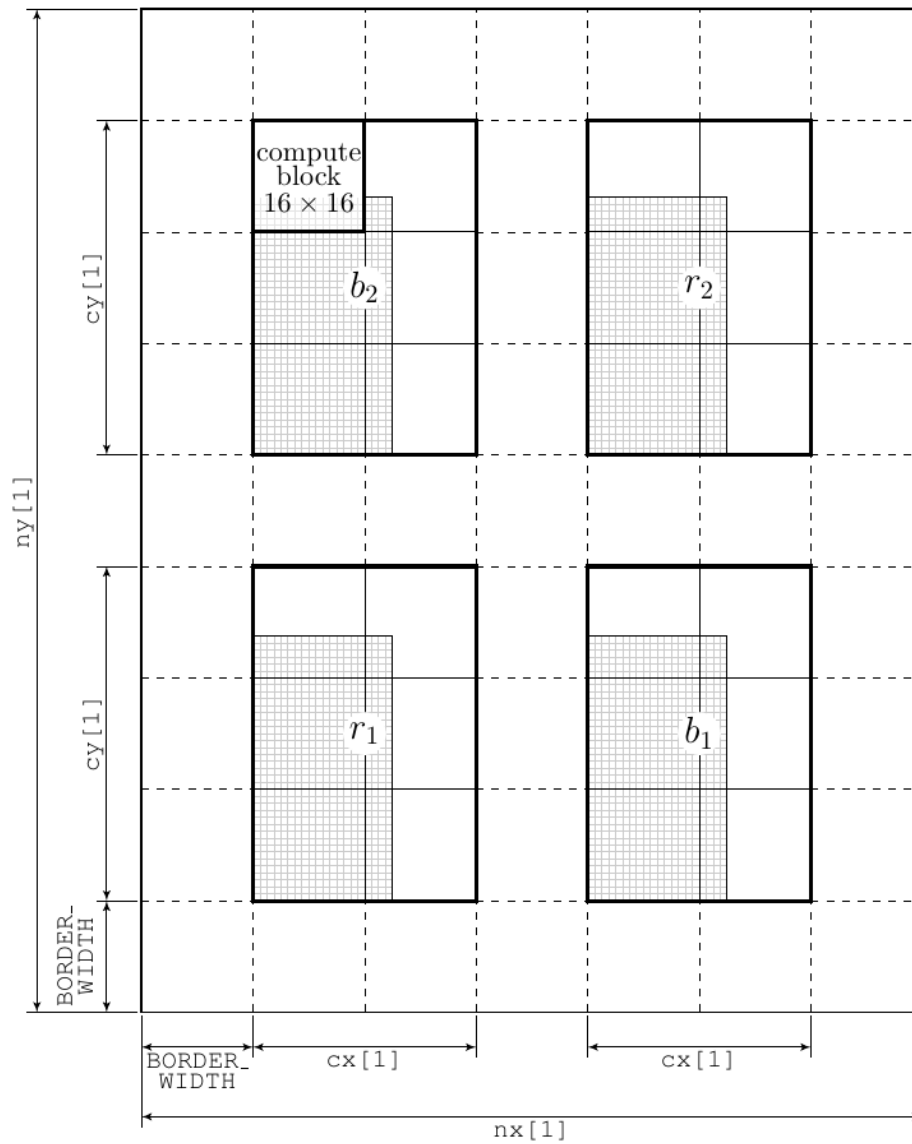 compute
block
16 × 16
b₂
r₂
cy[1]
ny[1]
r₁
b₁
cy[1]
BORDER_
WIDTH
BORDER_
WIDTH
cx[1]
cx[1]
nx[1]